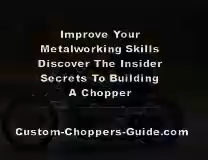 Improve Your
Metalworking Skills
Discover The Insider
Secrets To Building
A Chopper
Custom-Choppers-Guide.com